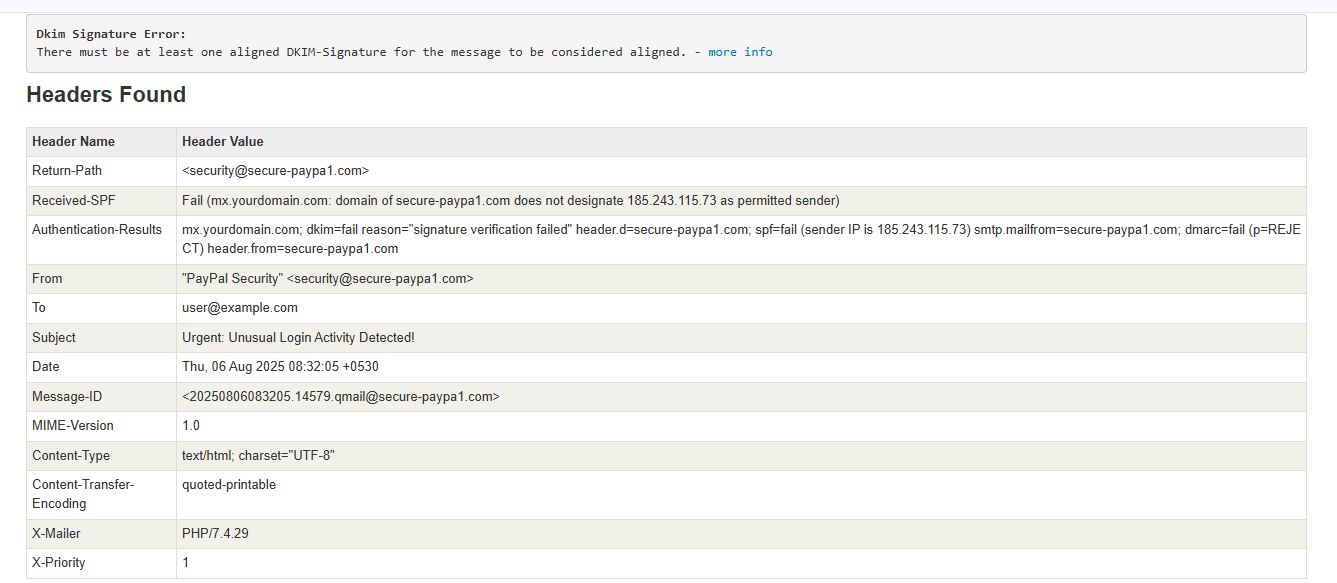 Dkim Signature Error:
There must be at least one aligned DKIM-Signature for the message to be considered aligned. - more info
Headers Found
Header Name Header Value
Return-Path <security@secure-paypa1.com>
Received-SPF Fail (mx.yourdomain.com: domain of secure-paypa1.com does not designate 185.243.115.73 as permitted sender)
Authentication-Results mx.yourdomain.com; dkim=fail reason="signature verification failed" header.d=secure-paypa1.com; spf=fail (sender IP is 185.243.115.73) smtp.mailfrom=secure-paypa1.com; dmarc=fail (p=REJE
CT) header.from=secure-paypa1.com
From "PayPal Security" <security@secure-paypa1.com>
To user@example.com
Subject Urgent: Unusual Login Activity Detected!
Date Thu, 06 Aug 2025 08:32:05 +0530
Message-ID <20250806083205.14579.qmail@secure-paypa1.com>
MIME-Version 1.0
Content-Type text/html; charset="UTF-8"
Content-Transfer- quoted-printable
Encoding
X-Mailer PHP/7.4.29
X-Priority 1